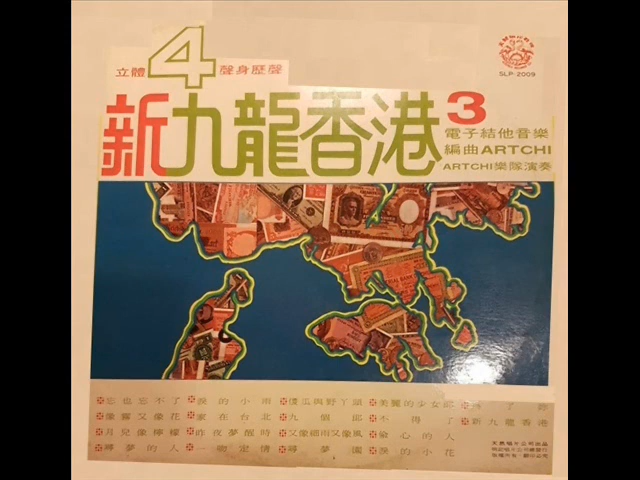 立體4聲身歷聲
SLP-2009
新九龍香港3
電子結他音樂
編曲ARTCHI
ARTCHI樂隊演奏
忘也忘不了 淚的小雨 傻瓜與野丫頭 美麗的少女
像霧又像花 家在台北 九個郎 不得了 新九龍香港
月兒像檸檬 昨夜夢醒時 又像細雨又像風 偷心的人
尋夢的人 一吻定情 尋夢園 淚的小花